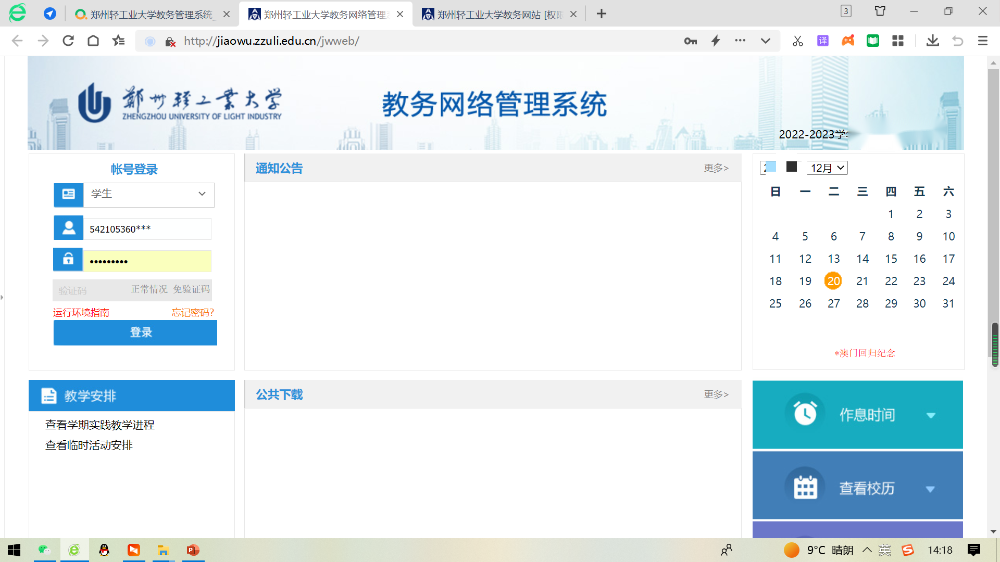 郑州轻工业大学教务管理系统_
郑州轻工业大学教务网络管理系
郑州轻工业大学教务网站 [权限
3
http://jiaowu.zzuli.edu.cn/jwweb/
译
郑州轻工业大学
ZHENGZHOU UNIVERSITY OF LIGHT INDUSTRY
教务网络管理系统
2022-2023学
帐号登录
学生
542105360***
•••••••••
验证码 正常情况 免验证码
运行环境指南 忘记密码?
登录
通知公告 更多>
12月
日 一 二 三 四 五 六
1 2 3
4 5 6 7 8 9 10
11 12 13 14 15 16 17
18 19 20 21 22 23 24
25 26 27 28 29 30 31
*澳门回归纪念
教学安排
查看学期实践教学进程
查看临时活动安排
公共下载 更多>
作息时间
查看校历
9°C 晴朗 英 14:18